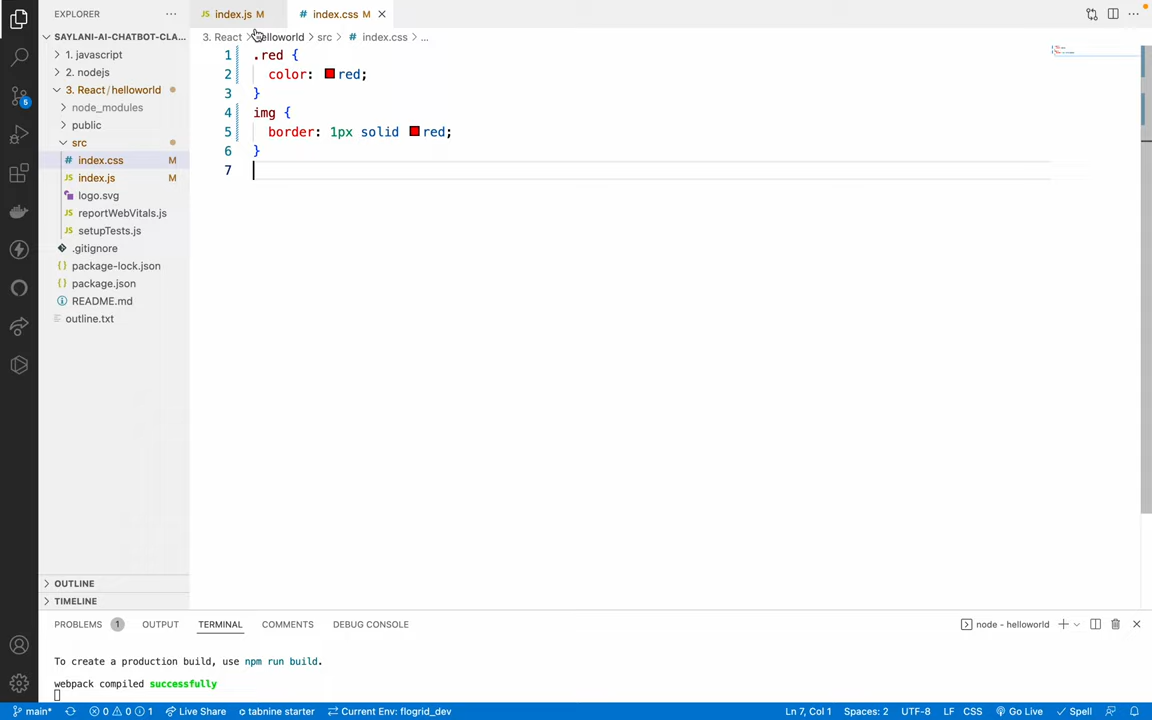 EXPLORER
SAYLANI-AI-CHATBOT-CLA...
1. javascript
2. nodejs
3. React/helloworld
node_modules
public
src
index.css M
index.js M
logo.svg
reportWebVitals.js
setupTests.js
.gitignore
package-lock.json
package.json
README.md
outline.txt
OUTLINE
TIMELINE
5
JS index.js M
# index.css M
3. React > helloworld > src > # index.css > ...
1 .red {
2 color: red;
3 }
4 img {
5 border: 1px solid red;
6 }
7
PROBLEMS 1 OUTPUT TERMINAL COMMENTS DEBUG CONSOLE
node - helloworld
To create a production build, use npm run build.
webpack compiled successfully
main* 0 0 1 Live Share tabnine starter Current Env: flogrid_dev Ln 7, Col 1 Spaces: 2 UTF-8 LF CSS Go Live Spell